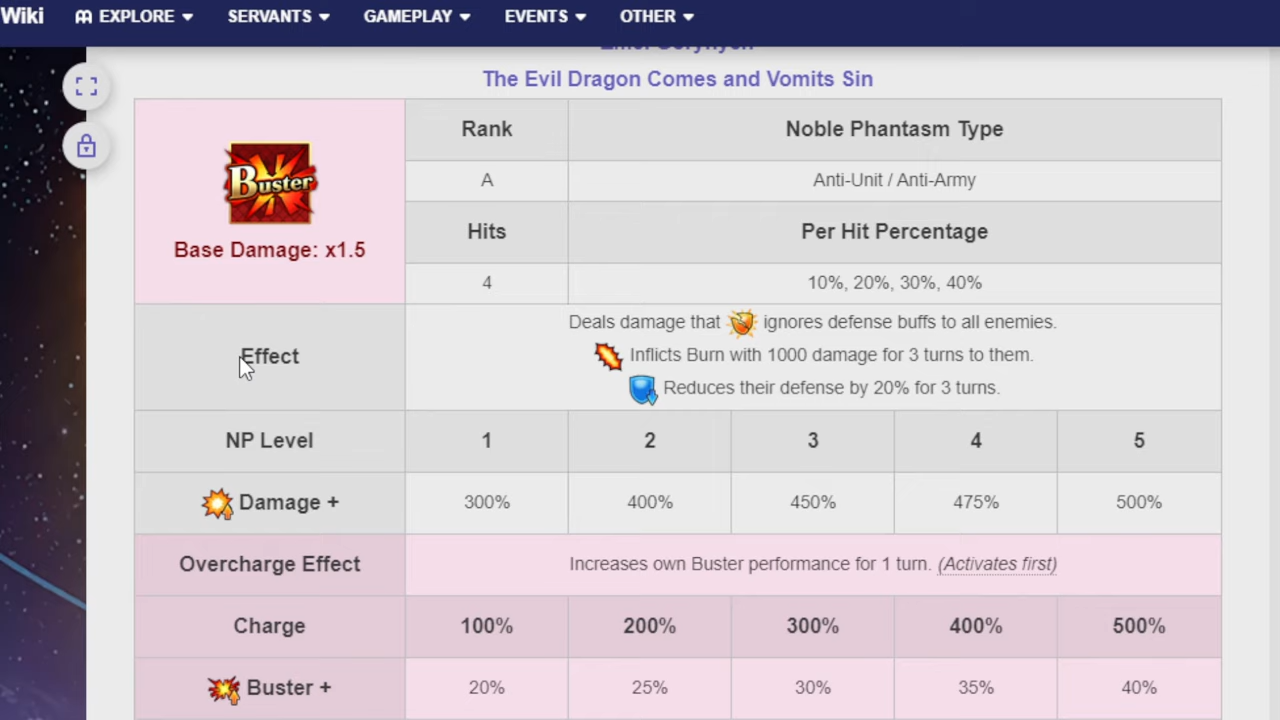 Wiki EXPLORE SERVANTS GAMEPLAY EVENTS OTHER
The Evil Dragon Comes and Vomits Sin
Buster
Base Damage: x1.5
Rank Noble Phantasm Type
A Anti-Unit / Anti-Army
Hits Per Hit Percentage
4 10%, 20%, 30%, 40%
Effect
Deals damage that ignores defense buffs to all enemies.
Inflicts Burn with 1000 damage for 3 turns to them.
Reduces their defense by 20% for 3 turns.
NP Level 1 2 3 4 5
Damage + 300% 400% 450% 475% 500%
Overcharge Effect Increases own Buster performance for 1 turn. (Activates first)
Charge 100% 200% 300% 400% 500%
Buster + 20% 25% 30% 35% 40%